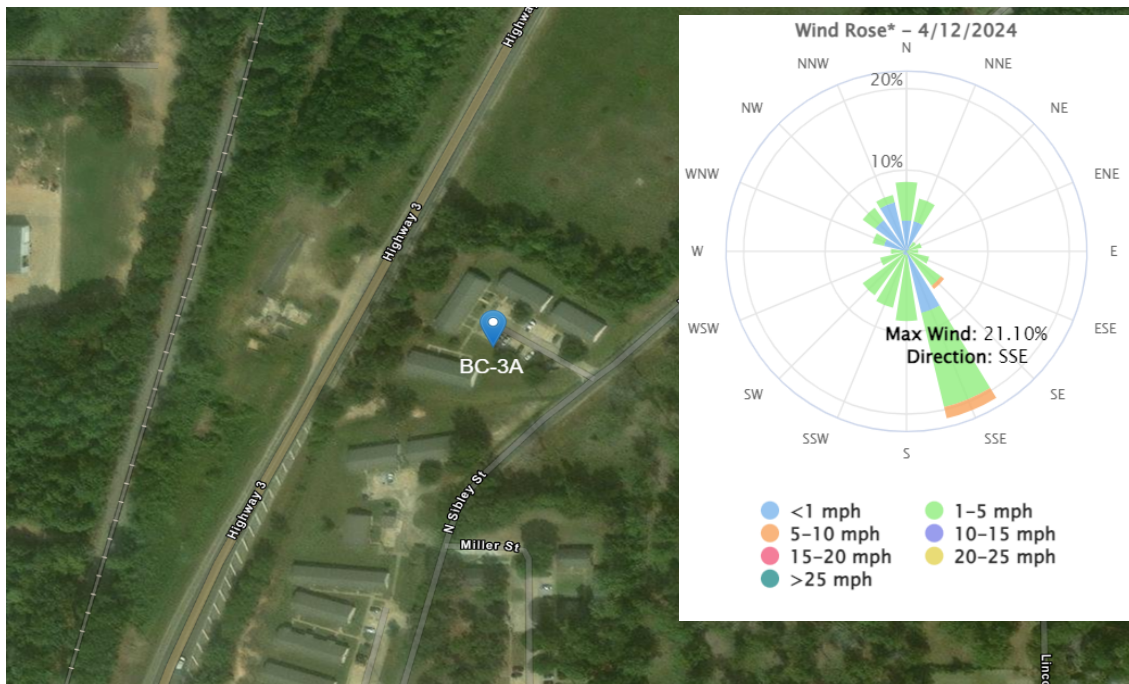 Highway
Highway 3
BC-3A
Highway 3
N Sibley St
Miller St
Wind Rose* – 4/12/2024
N
NNW
NNE
20%
NW
NE
10%
WNW
ENE
W
E
WSW
ESE
Max Wind: 21.10%
Direction: SSE
SW
SE
SSW
SSE
S
<1 mph
1–5 mph
5–10 mph
10–15 mph
15–20 mph
20–25 mph
>25 mph
Linco